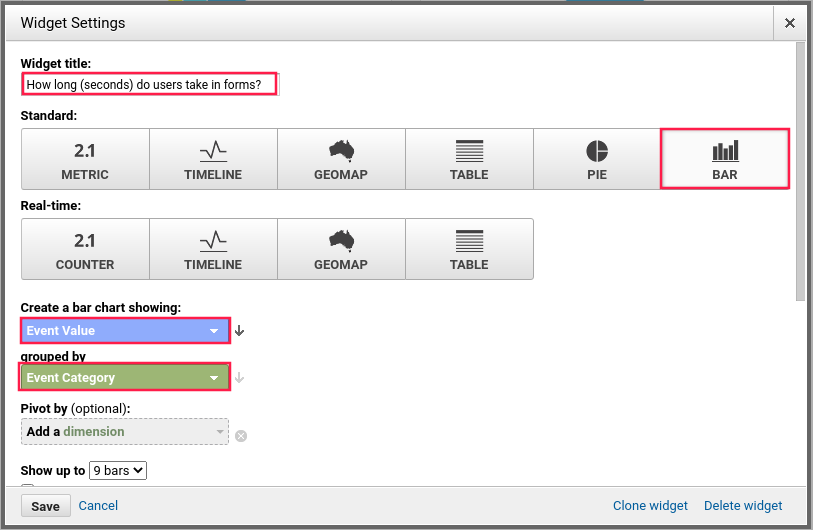 Widget Settings
Widget title:
How long (seconds) do users take in forms?
Standard:
2.1
METRIC TIMELINE GEOMAP TABLE PIE BAR
Real-time:
2.1
COUNTER TIMELINE GEOMAP TABLE
Create a bar chart showing:
Event Value
grouped by
Event Category
Pivot by (optional):
Add a dimension
Show up to 9 bars
Save Cancel Clone widget Delete widget